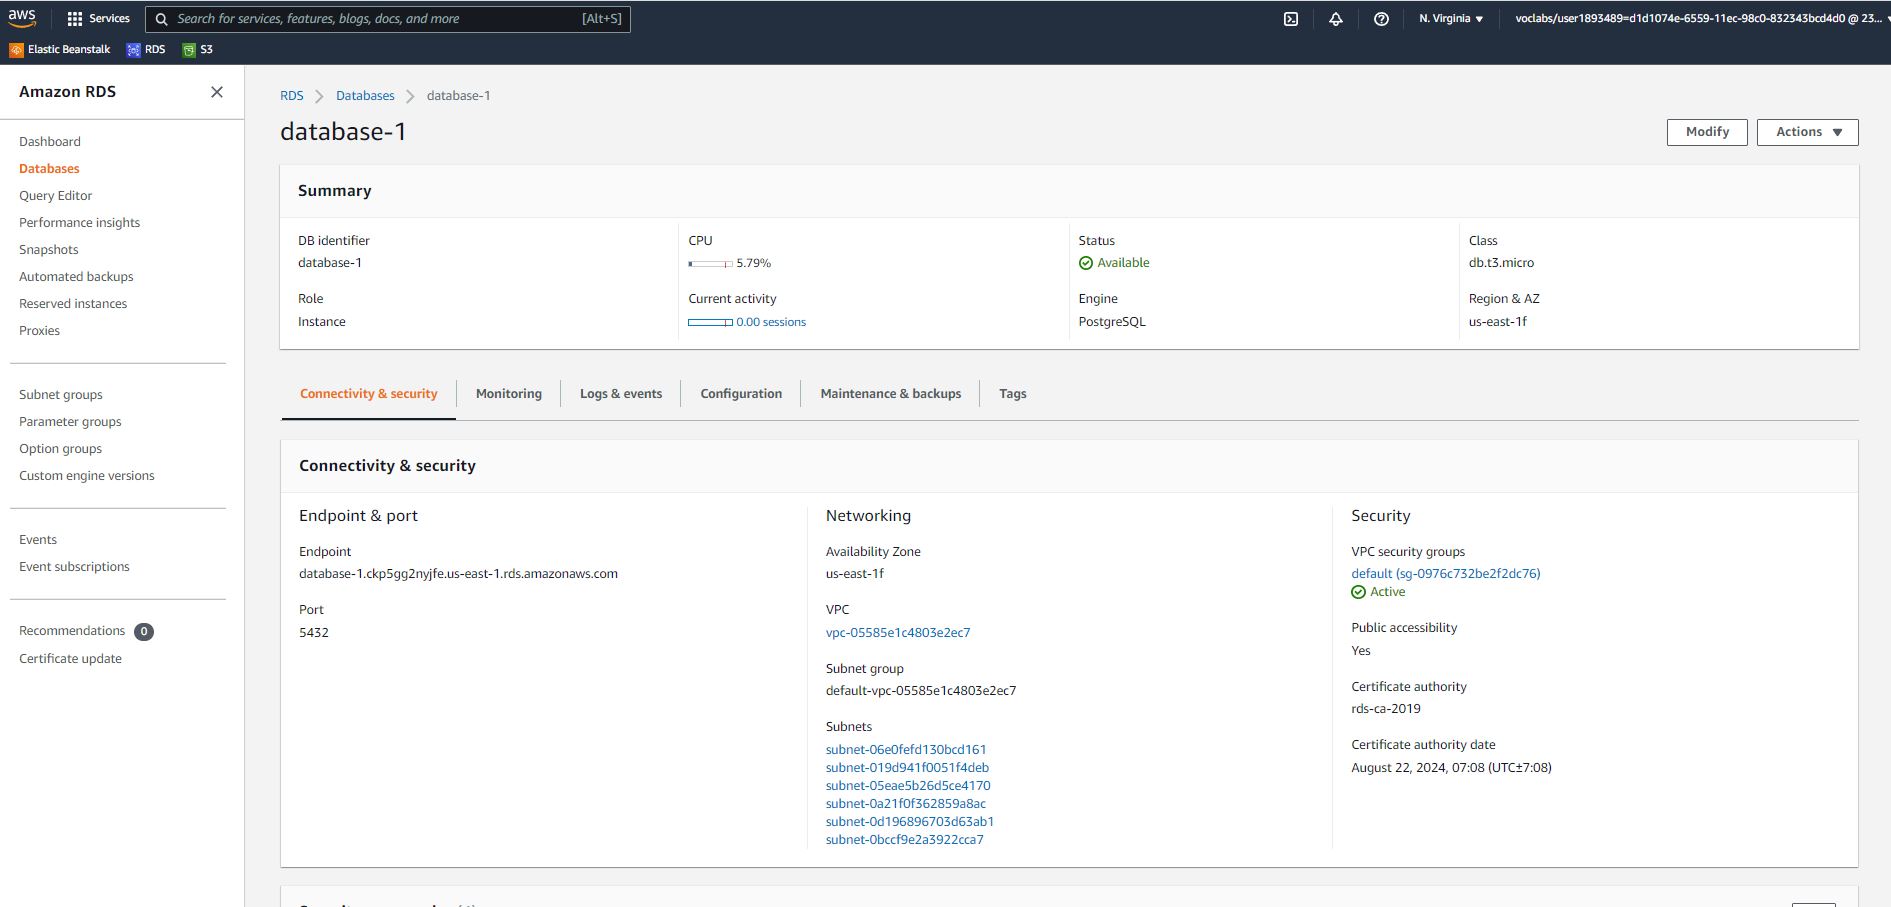 aws
Services
Search for services, features, blogs, docs, and more [Alt+S]
N. Virginia ▼
voclabs/user1893489=d1d1074e-6559-11ec-98c0-832343bcd4d0 @ 23...
Elastic Beanstalk RDS S3
Amazon RDS
Dashboard
Databases
Query Editor
Performance insights
Snapshots
Automated backups
Reserved instances
Proxies
Subnet groups
Parameter groups
Option groups
Custom engine versions
Events
Event subscriptions
Recommendations 0
Certificate update
RDS > Databases > database-1
database-1
Modify
Actions ▼
Summary
DB identifier
database-1
Role
Instance
CPU
5.79%
Current activity
0.00 sessions
Status
Available
Engine
PostgreSQL
Class
db.t3.micro
Region & AZ
us-east-1f
Connectivity & security
Monitoring
Logs & events
Configuration
Maintenance & backups
Tags
Connectivity & security
Endpoint & port
Endpoint
database-1.ckp5gg2nyjfe.us-east-1.rds.amazonaws.com
Port
5432
Networking
Availability Zone
us-east-1f
VPC
vpc-05585e1c4803e2ec7
Subnet group
default-vpc-05585e1c4803e2ec7
Subnets
subnet-06e0fefd130bcd161
subnet-019d941f0051f4deb
subnet-05eae5b26d5ce4170
subnet-0a21f0f362859a8ac
subnet-0d196896703d63ab1
subnet-0bccf9e2a3922cca7
Security
VPC security groups
default (sg-0976c732be2f2dc76)
Active
Public accessibility
Yes
Certificate authority
rds-ca-2019
Certificate authority date
August 22, 2024, 07:08 (UTC±7:08)